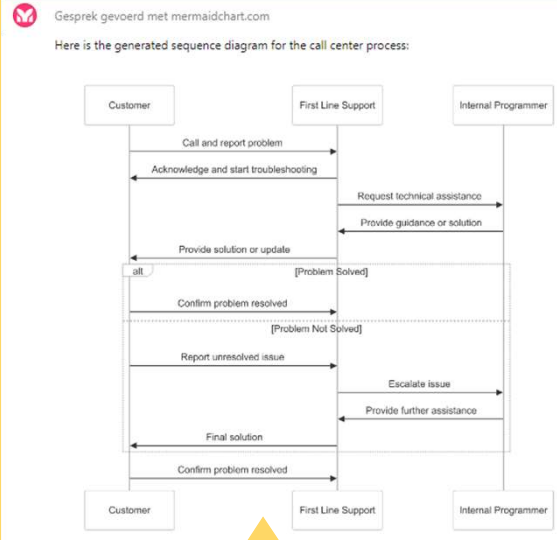 Gesprek gevoerd met mermaidchart.com
Here is the generated sequence diagram for the call center process:
Customer
First Line Support
Internal Programmer
Call and report problem
Acknowledge and start troubleshooting
Request technical assistance
Provide guidance or solution
Provide solution or update
alt
[Problem Solved]
Confirm problem resolved
[Problem Not Solved]
Report unresolved issue
Escalate issue
Provide further assistance
Final solution
Confirm problem resolved
Customer
First Line Support
Internal Programmer